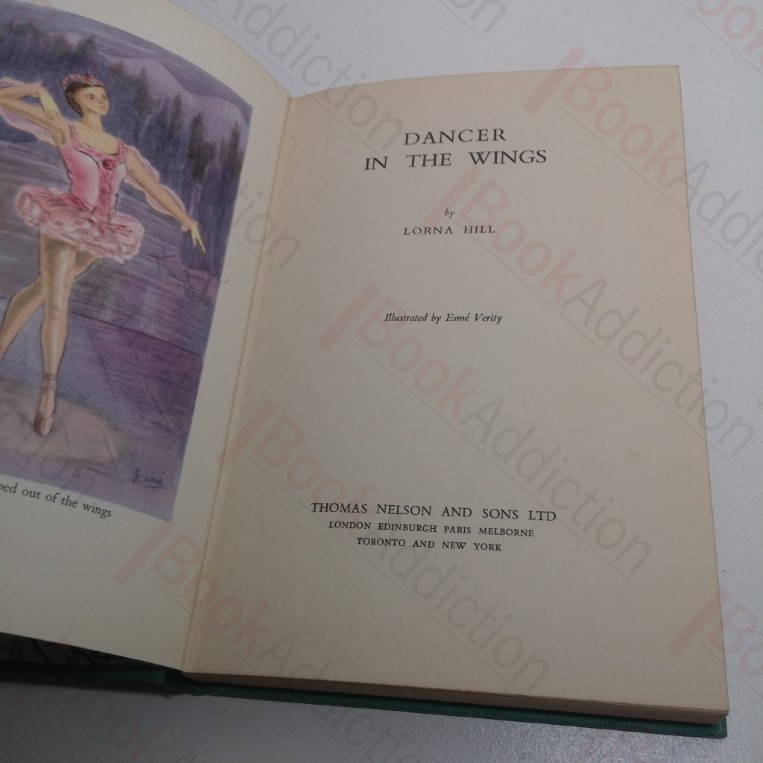 Esmé
ped out of the wings
DANCER
IN THE WINGS
by
LORNA HILL
Illustrated by Esmé Verity
THOMAS NELSON AND SONS LTD
LONDON EDINBURGH PARIS MELBORNE
TORONTO AND NEW YORK
BookAddiction